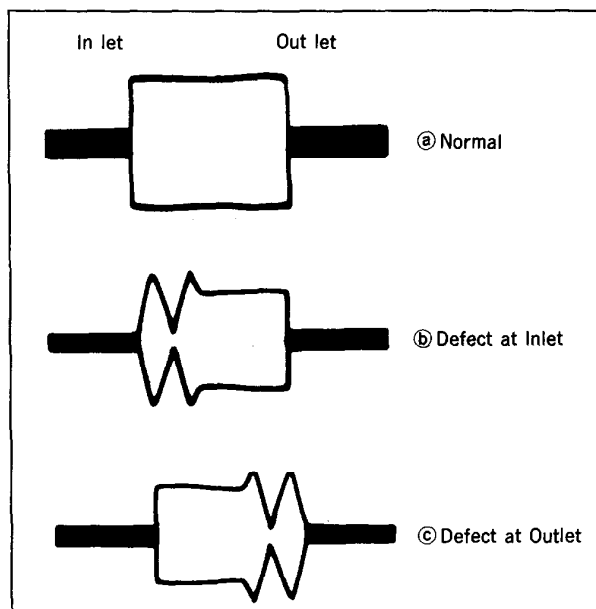 In let Out let
ⓐ Normal
ⓑ Defect at Inlet
ⓒ Defect at Outlet